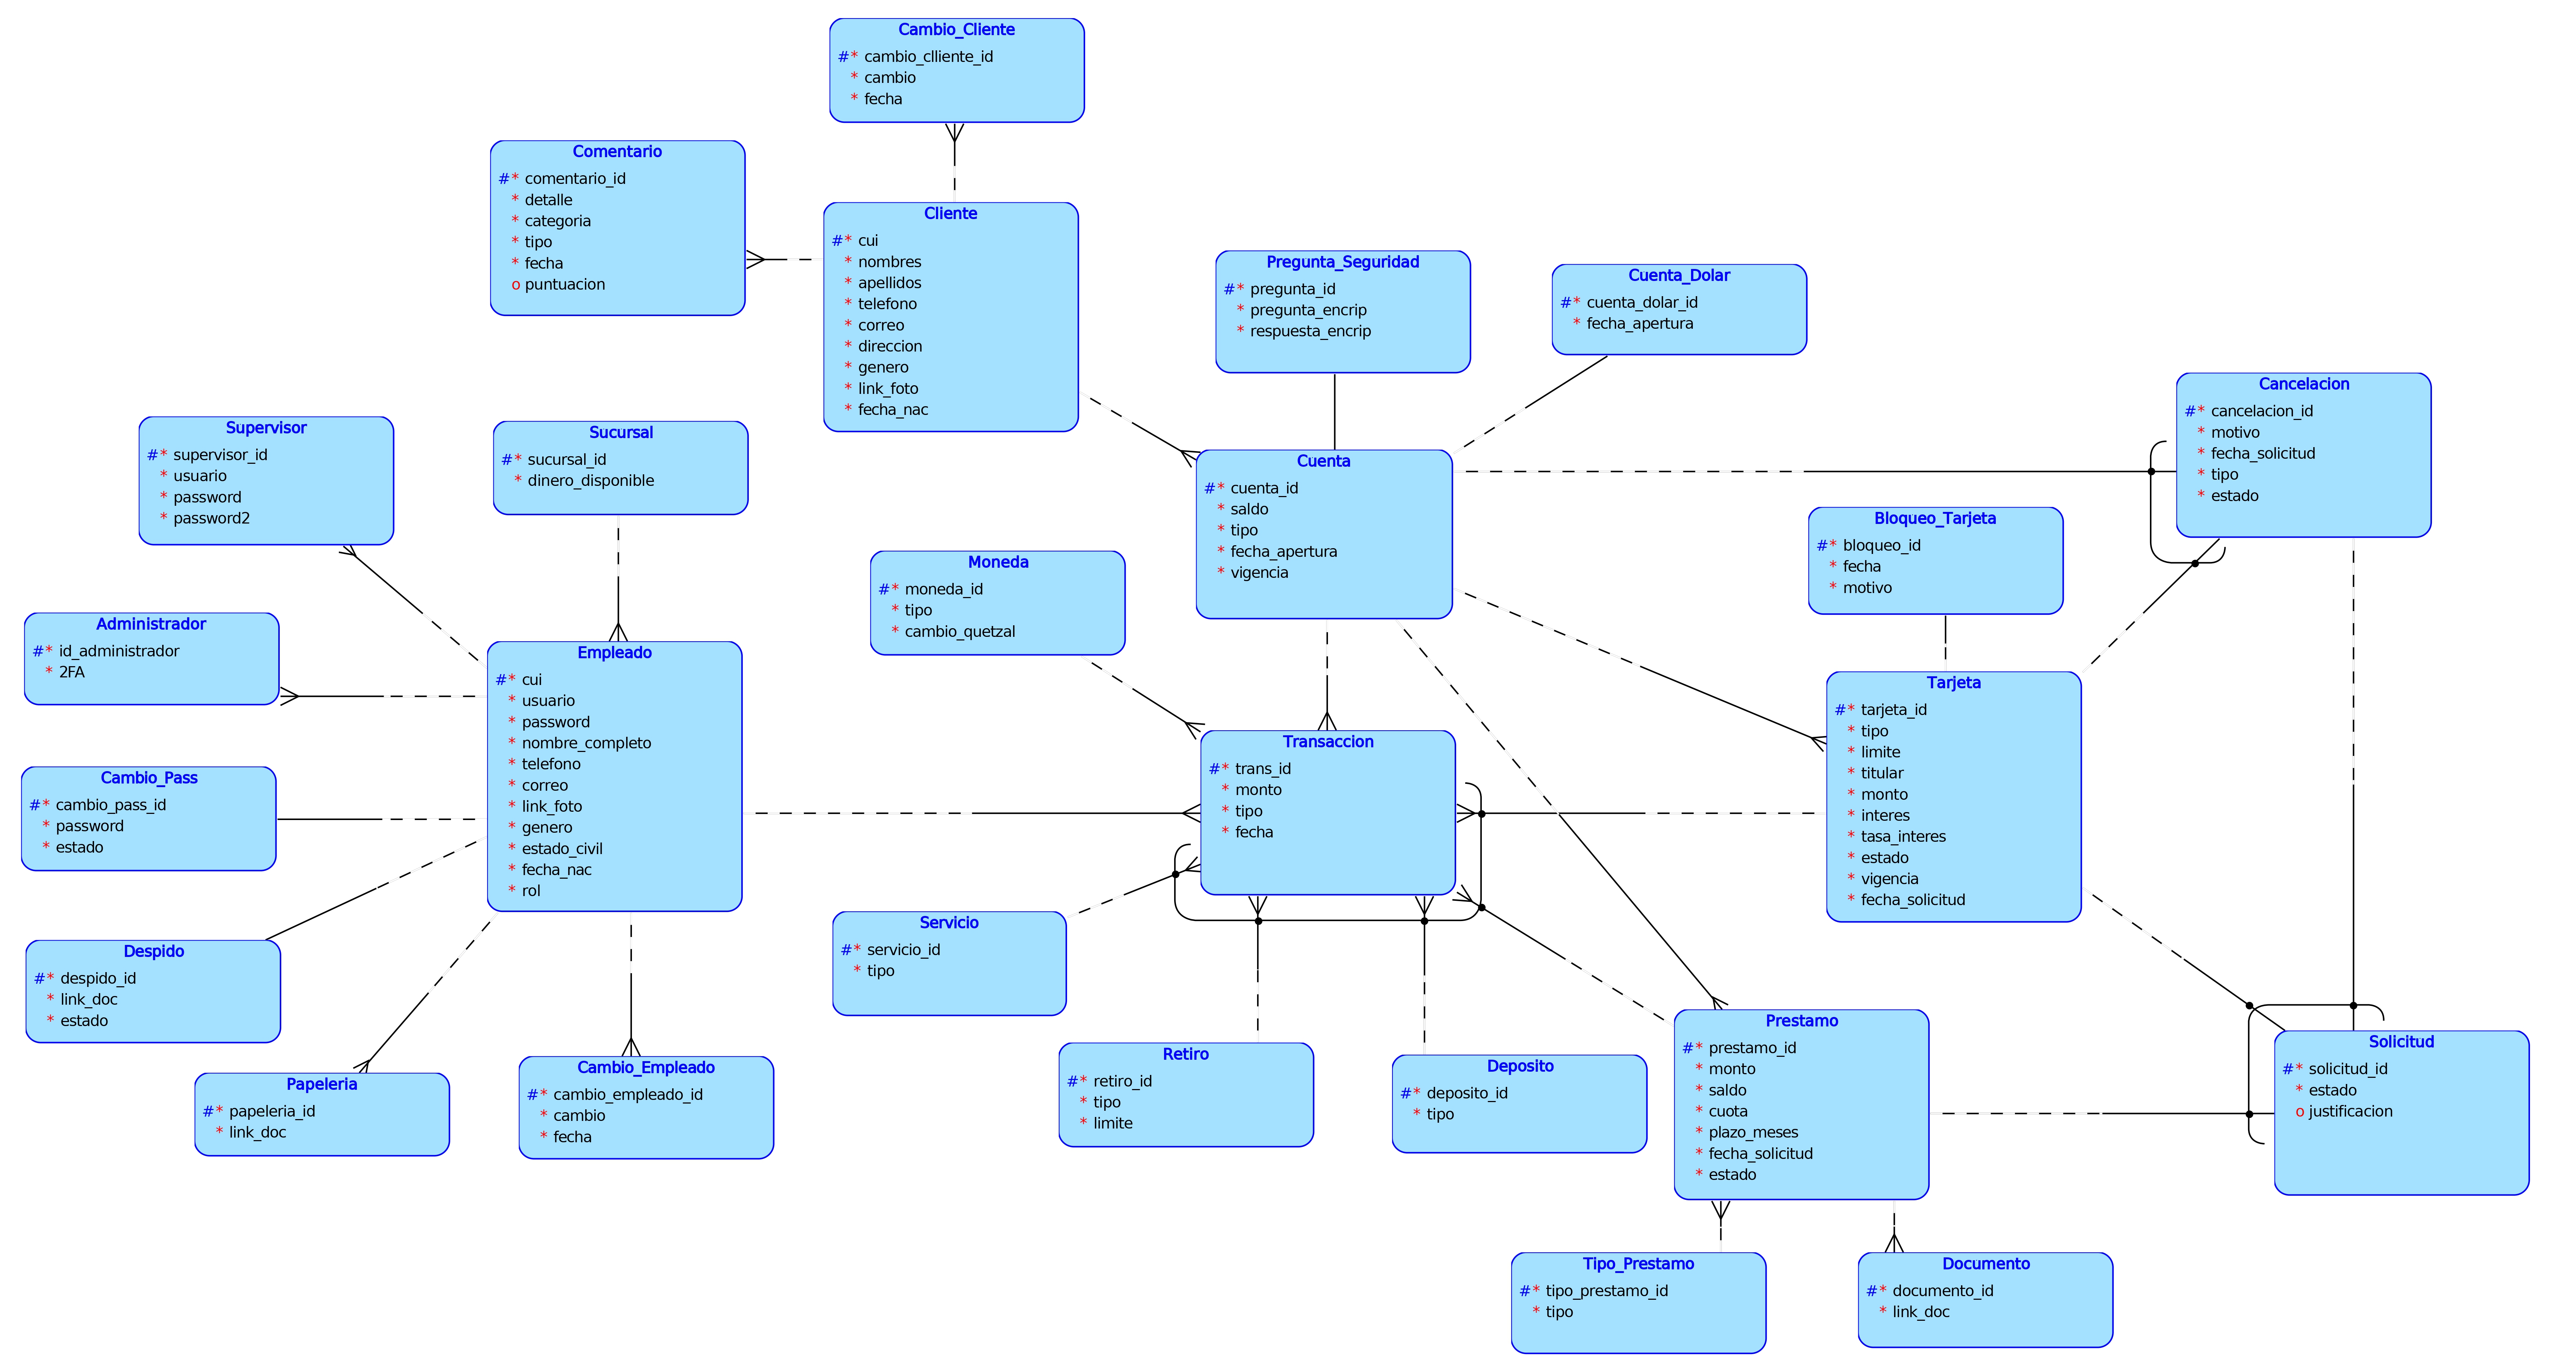 Cambio_Cliente
#* cambio_clliente_id
* cambio
* fecha
Comentario
#* comentario_id
* detalle
* categoria
* tipo
* fecha
o puntuacion
Cliente
#* cui
* nombres
* apellidos
* telefono
* correo
* direccion
* genero
* link_foto
* fecha_nac
Pregunta_Seguridad
#* pregunta_id
* pregunta_encrip
* respuesta_encrip
Cuenta_Dolar
#* cuenta_dolar_id
* fecha_apertura
Cancelacion
#* cancelacion_id
* motivo
* fecha_solicitud
* tipo
* estado
Supervisor
#* supervisor_id
* usuario
* password
* password2
Sucursal
#* sucursal_id
* dinero_disponible
Cuenta
#* cuenta_id
* saldo
* tipo
* fecha_apertura
* vigencia
Bloqueo_Tarjeta
#* bloqueo_id
* fecha
* motivo
Moneda
#* moneda_id
* tipo
* cambio_quetzal
Administrador
#* id_administrador
* 2FA
Empleado
#* cui
* usuario
* password
* nombre_completo
* telefono
* correo
* link_foto
* genero
* estado_civil
* fecha_nac
* rol
Tarjeta
#* tarjeta_id
* tipo
* limite
* titular
* monto
* interes
* tasa_interes
* estado
* vigencia
* fecha_solicitud
Transaccion
#* trans_id
* monto
* tipo
* fecha
Cambio_Pass
#* cambio_pass_id
* password
* estado
Servicio
#* servicio_id
* tipo
Despido
#* despido_id
* link_doc
* estado
Prestamo
#* prestamo_id
* monto
* saldo
* cuota
* plazo_meses
* fecha_solicitud
* estado
Solicitud
#* solicitud_id
* estado
o justificacion
Retiro
#* retiro_id
* tipo
* limite
Deposito
#* deposito_id
* tipo
Cambio_Empleado
#* cambio_empleado_id
* cambio
* fecha
Papeleria
#* papeleria_id
* link_doc
Tipo_Prestamo
#* tipo_prestamo_id
* tipo
Documento
#* documento_id
* link_doc